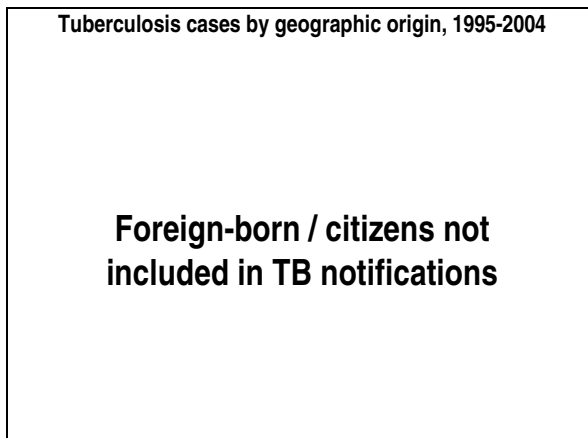 Tuberculosis cases by geographic origin, 1995-2004
Foreign-born / citizens not
included in TB notifications